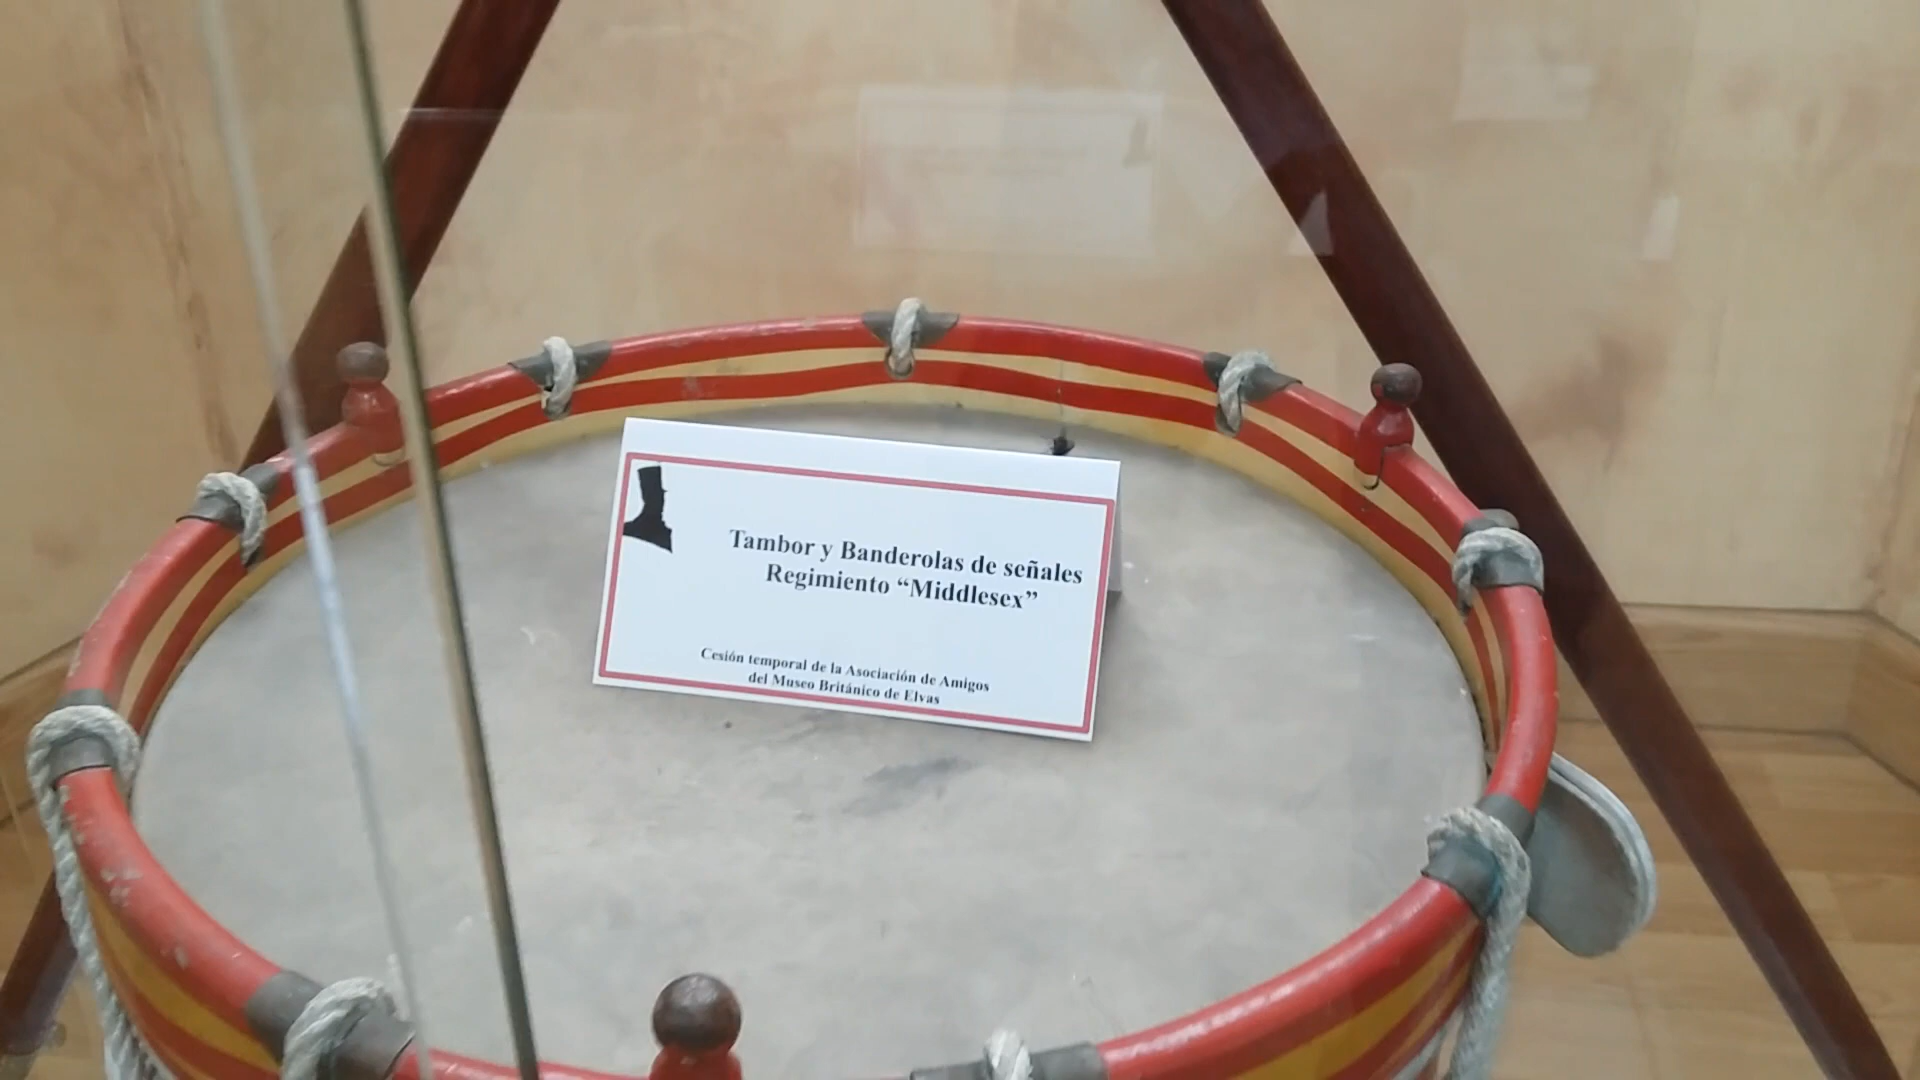 Tambor y Banderolas de señales
Regimiento “Middlesex”
Cesión temporal de la Asociación de Amigos
del Museo Británico de Elvas